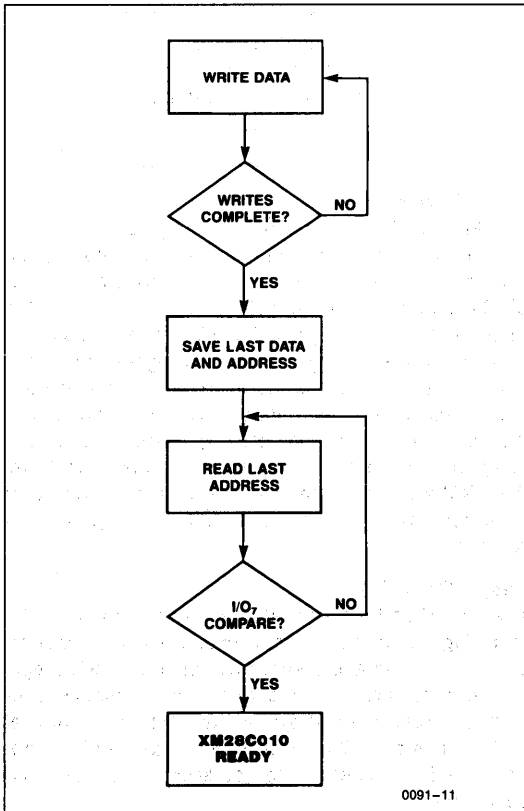 WRITE DATA
WRITES
COMPLETE?
NO
YES
SAVE LAST DATA
AND ADDRESS
READ LAST
ADDRESS
I/O₇
COMPARE?
NO
YES
XM28C010
READY
0091–11